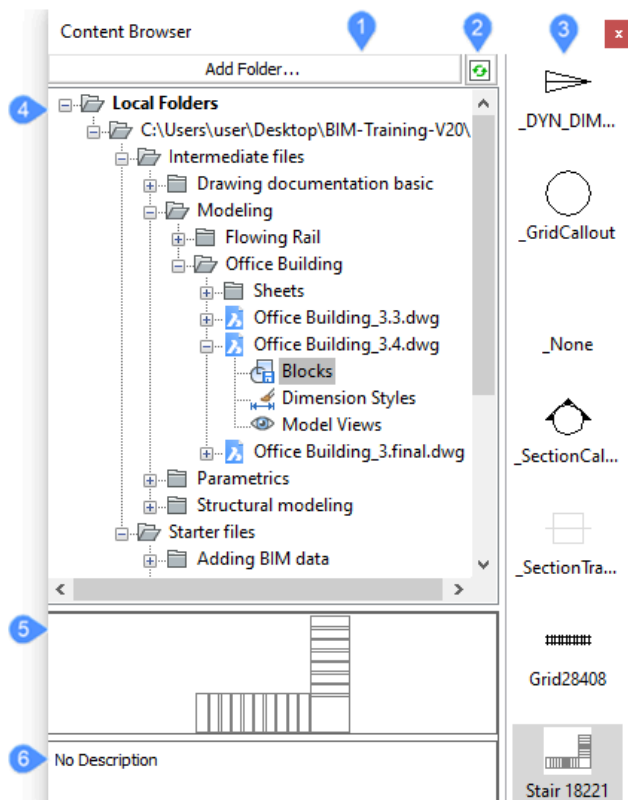 1
2
3
Content Browser
x
Add Folder...
4
Local Folders
C:\Users\user\Desktop\BIM-Training-V20\
Intermediate files
Drawing documentation basic
Modeling
Flowing Rail
Office Building
Sheets
Office Building_3.3.dwg
Office Building_3.4.dwg
Blocks
Dimension Styles
Model Views
Office Building_3.final.dwg
Parametrics
Structural modeling
Starter files
Adding BIM data
5
6
No Description
_DYN_DIM...
_GridCallout
_None
_SectionCal...
_SectionTra...
Grid28408
Stair 18221